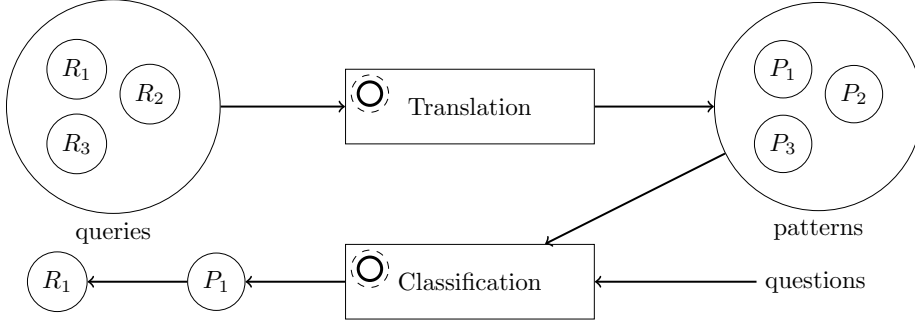 R1
R2
R3
Translation
P1
P2
P3
queries
patterns
R1
P1
Classification
questions